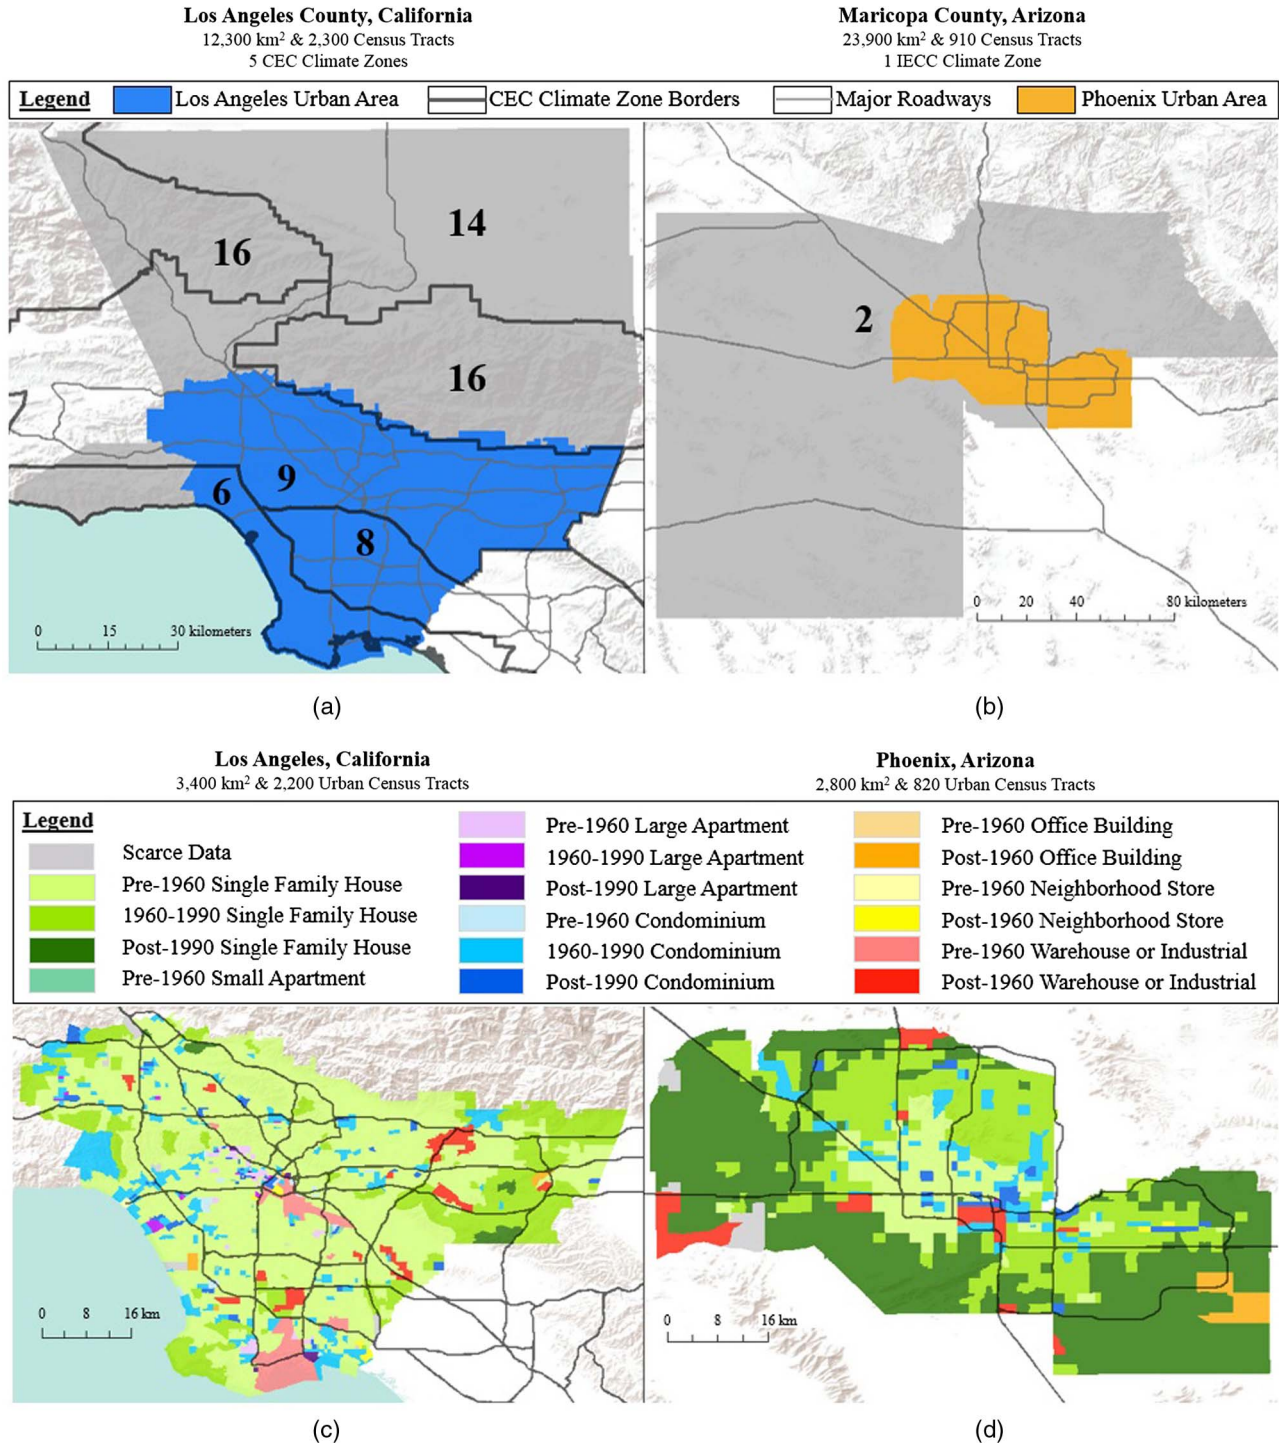 Los Angeles County, California
12,300 km² & 2,300 Census Tracts
5 CEC Climate Zones
Maricopa County, Arizona
23,900 km² & 910 Census Tracts
1 IECC Climate Zone
Legend
Los Angeles Urban Area
CEC Climate Zone Borders
Major Roadways
Phoenix Urban Area
14
16
16
9
6
8
0 15 30 kilometers
2
0 20 40 80 kilometers
(a)
(b)
Los Angeles, California
3,400 km² & 2,200 Urban Census Tracts
Phoenix, Arizona
2,800 km² & 820 Urban Census Tracts
Legend
Scarce Data
Pre-1960 Single Family House
1960-1990 Single Family House
Post-1990 Single Family House
Pre-1960 Small Apartment
Pre-1960 Large Apartment
1960-1990 Large Apartment
Post-1990 Large Apartment
Pre-1960 Condominium
1960-1990 Condominium
Post-1990 Condominium
Pre-1960 Office Building
Post-1960 Office Building
Pre-1960 Neighborhood Store
Post-1960 Neighborhood Store
Pre-1960 Warehouse or Industrial
Post-1960 Warehouse or Industrial
0 8 16 km
0 8 16 km
(c)
(d)